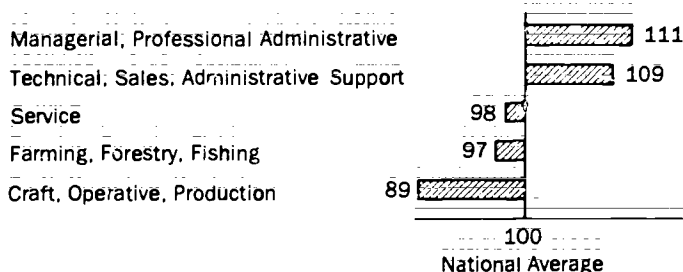 Managerial, Professional Administrative 111
Technical, Sales, Administrative Support 109
Service 98
Farming, Forestry, Fishing 97
Craft, Operative, Production 89
100
National Average